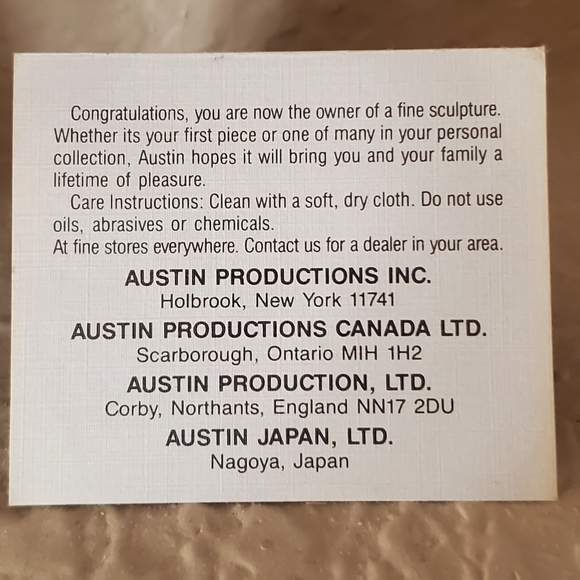 Congratulations, you are now the owner of a fine sculpture.
Whether its your first piece or one of many in your personal
collection, Austin hopes it will bring you and your family a
lifetime of pleasure.
Care Instructions: Clean with a soft, dry cloth. Do not use
oils, abrasives or chemicals.
At fine stores everywhere. Contact us for a dealer in your area.
AUSTIN PRODUCTIONS INC.
Holbrook, New York 11741
AUSTIN PRODUCTIONS CANADA LTD.
Scarborough, Ontario MIH 1H2
AUSTIN PRODUCTION, LTD.
Corby, Northants, England NN17 2DU
AUSTIN JAPAN, LTD.
Nagoya, Japan